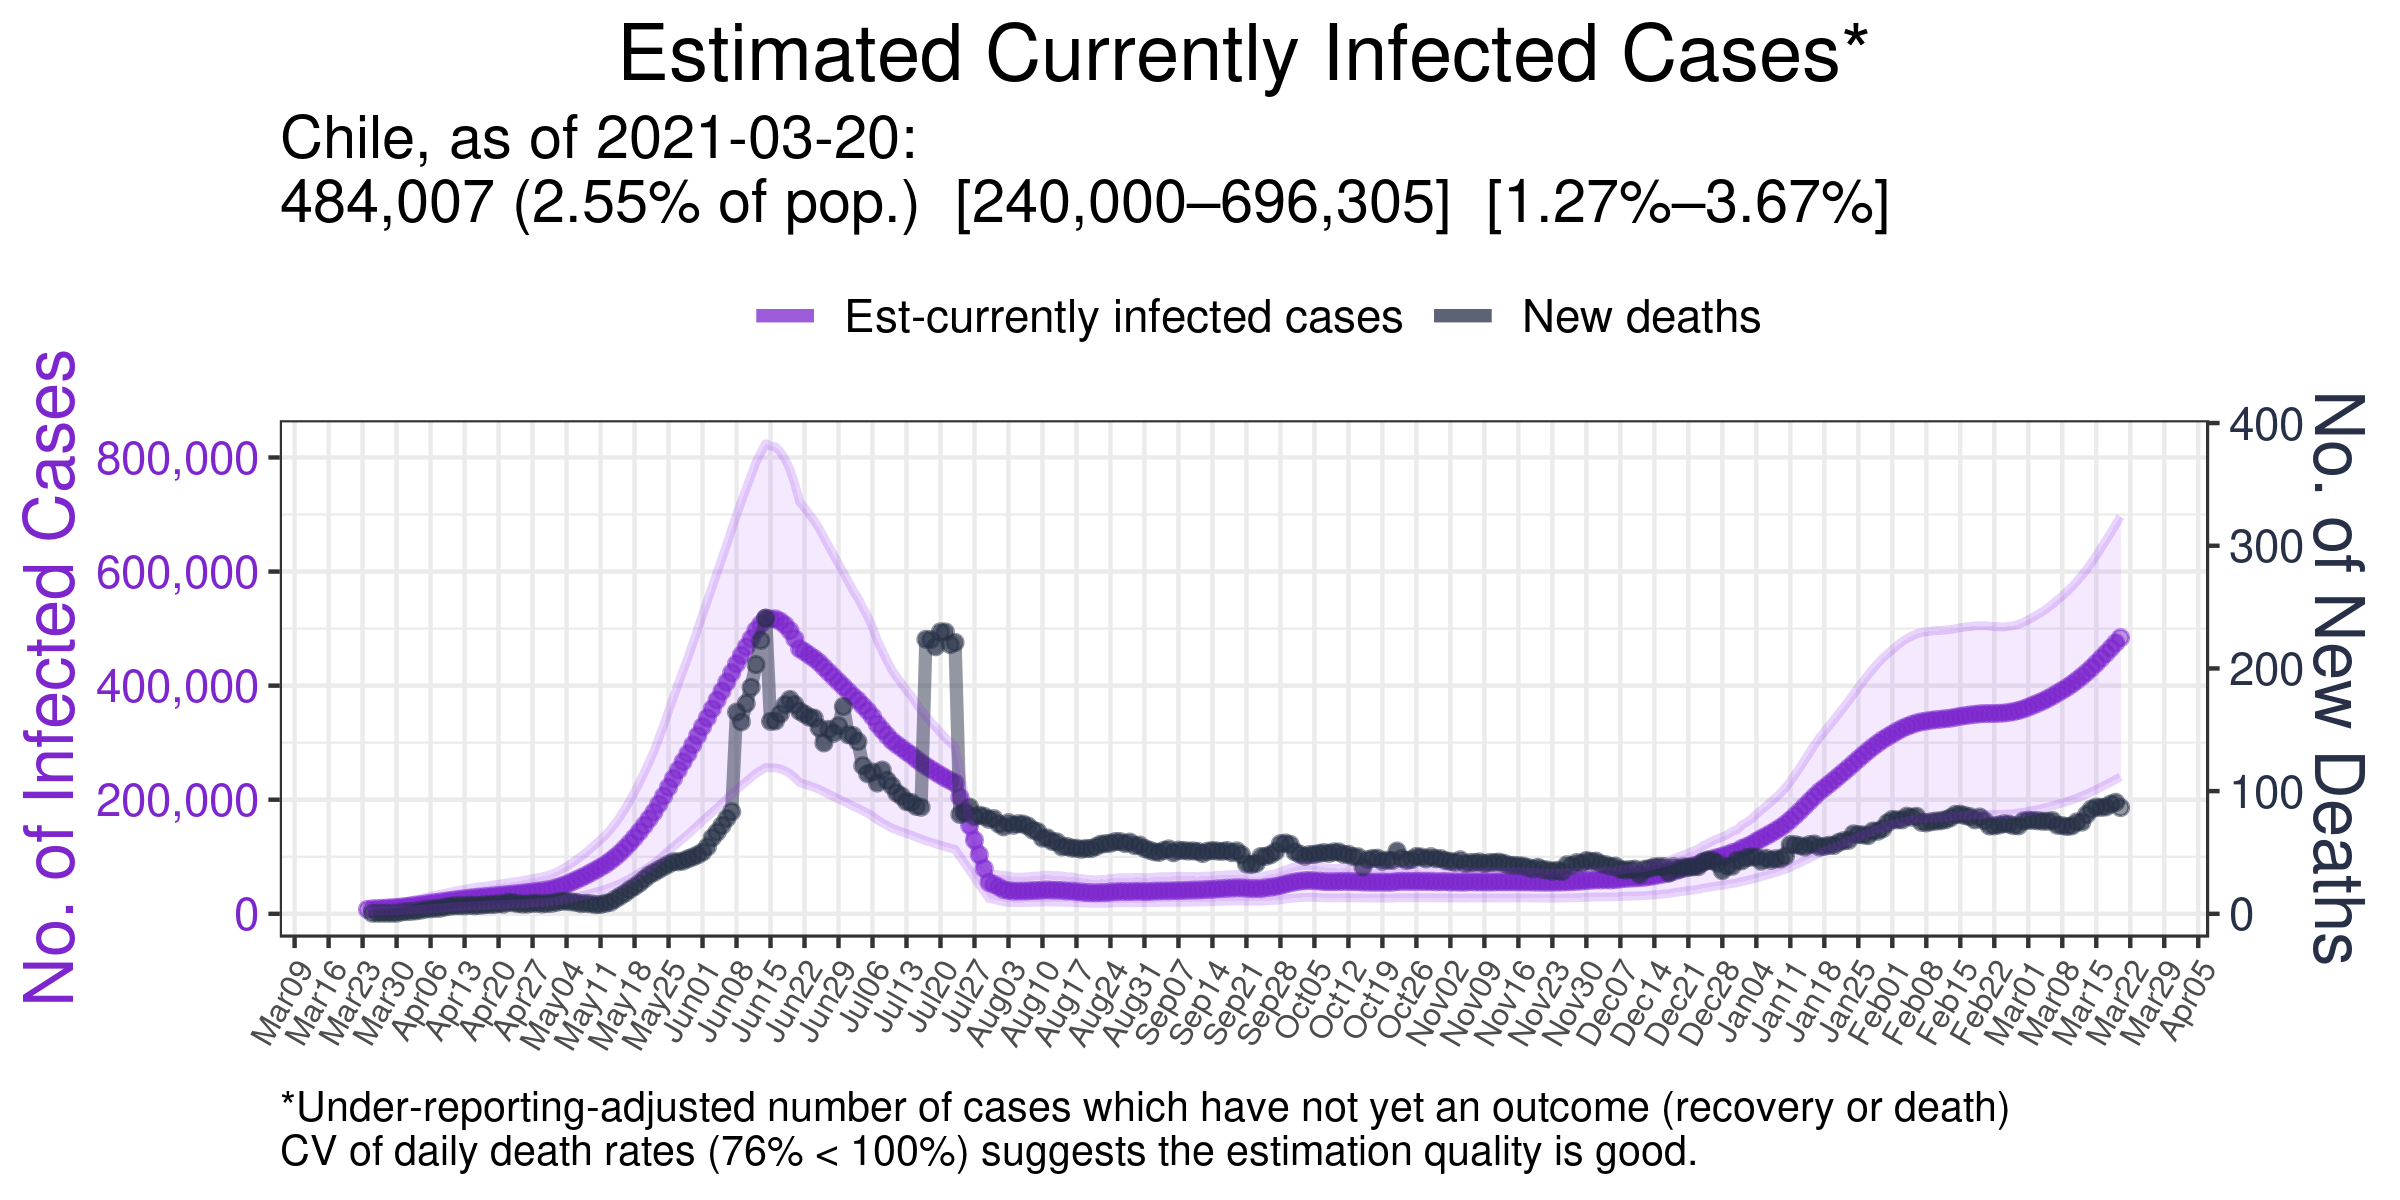 Estimated Currently Infected Cases*
Chile, as of 2021-03-20:
484,007 (2.55% of pop.) [240,000–696,305] [1.27%–3.67%]
Est-currently infected cases New deaths
No. of Infected Cases
800,000
600,000
400,000
200,000
0
400
300
200
100
0
No. of New Deaths
Mar09 Mar16 Mar23 Mar30 Apr06 Apr13 Apr20 Apr27 May04 May11 May18 May25 Jun01 Jun08 Jun15 Jun22 Jun29 Jul06 Jul13 Jul20 Jul27 Aug03 Aug10 Aug17 Aug24 Aug31 Sep07 Sep14 Sep21 Sep28 Oct05 Oct12 Oct19 Oct26 Nov02 Nov09 Nov16 Nov23 Nov30 Dec07 Dec14 Dec21 Dec28 Jan04 Jan11 Jan18 Jan25 Feb01 Feb08 Feb15 Feb22 Mar01 Mar08 Mar15 Mar22 Mar29 Apr05
*Under-reporting-adjusted number of cases which have not yet an outcome (recovery or death)
CV of daily death rates (76% < 100%) suggests the estimation quality is good.